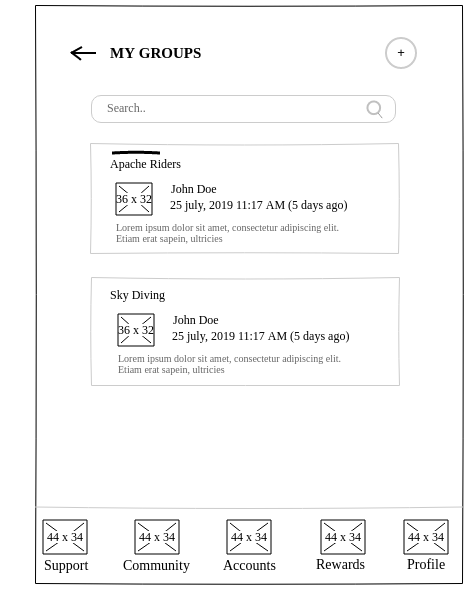 MY GROUPS
+
Search..
Apache Riders
36 x 32
John Doe
25 july, 2019 11:17 AM (5 days ago)
Lorem ipsum dolor sit amet, consectetur adipiscing elit.
Etiam erat sapein, ultricies
Sky Diving
36 x 32
John Doe
25 july, 2019 11:17 AM (5 days ago)
Lorem ipsum dolor sit amet, consectetur adipiscing elit.
Etiam erat sapein, ultricies
44 x 34 44 x 34 44 x 34 44 x 34 44 x 34
Support Community Accounts Rewards Profile